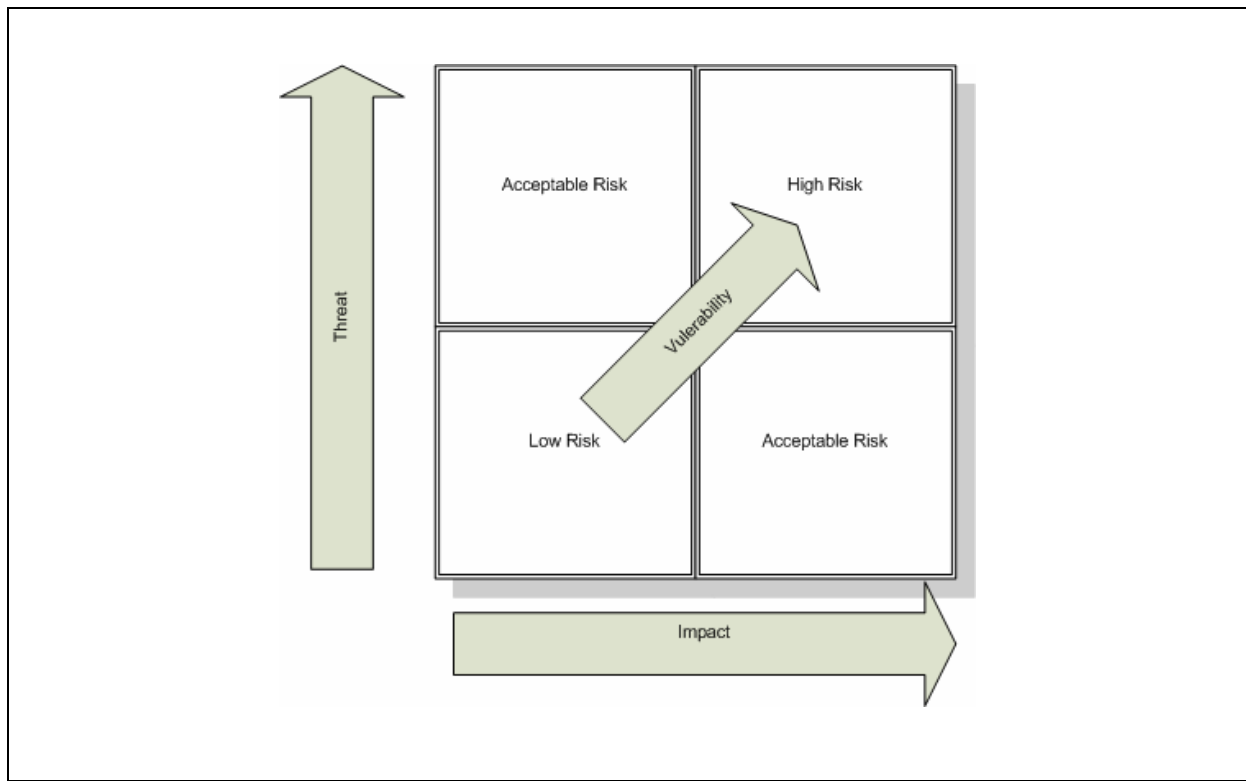 Acceptable Risk
High Risk
Threat
Vulerability
Low Risk
Acceptable Risk
Impact